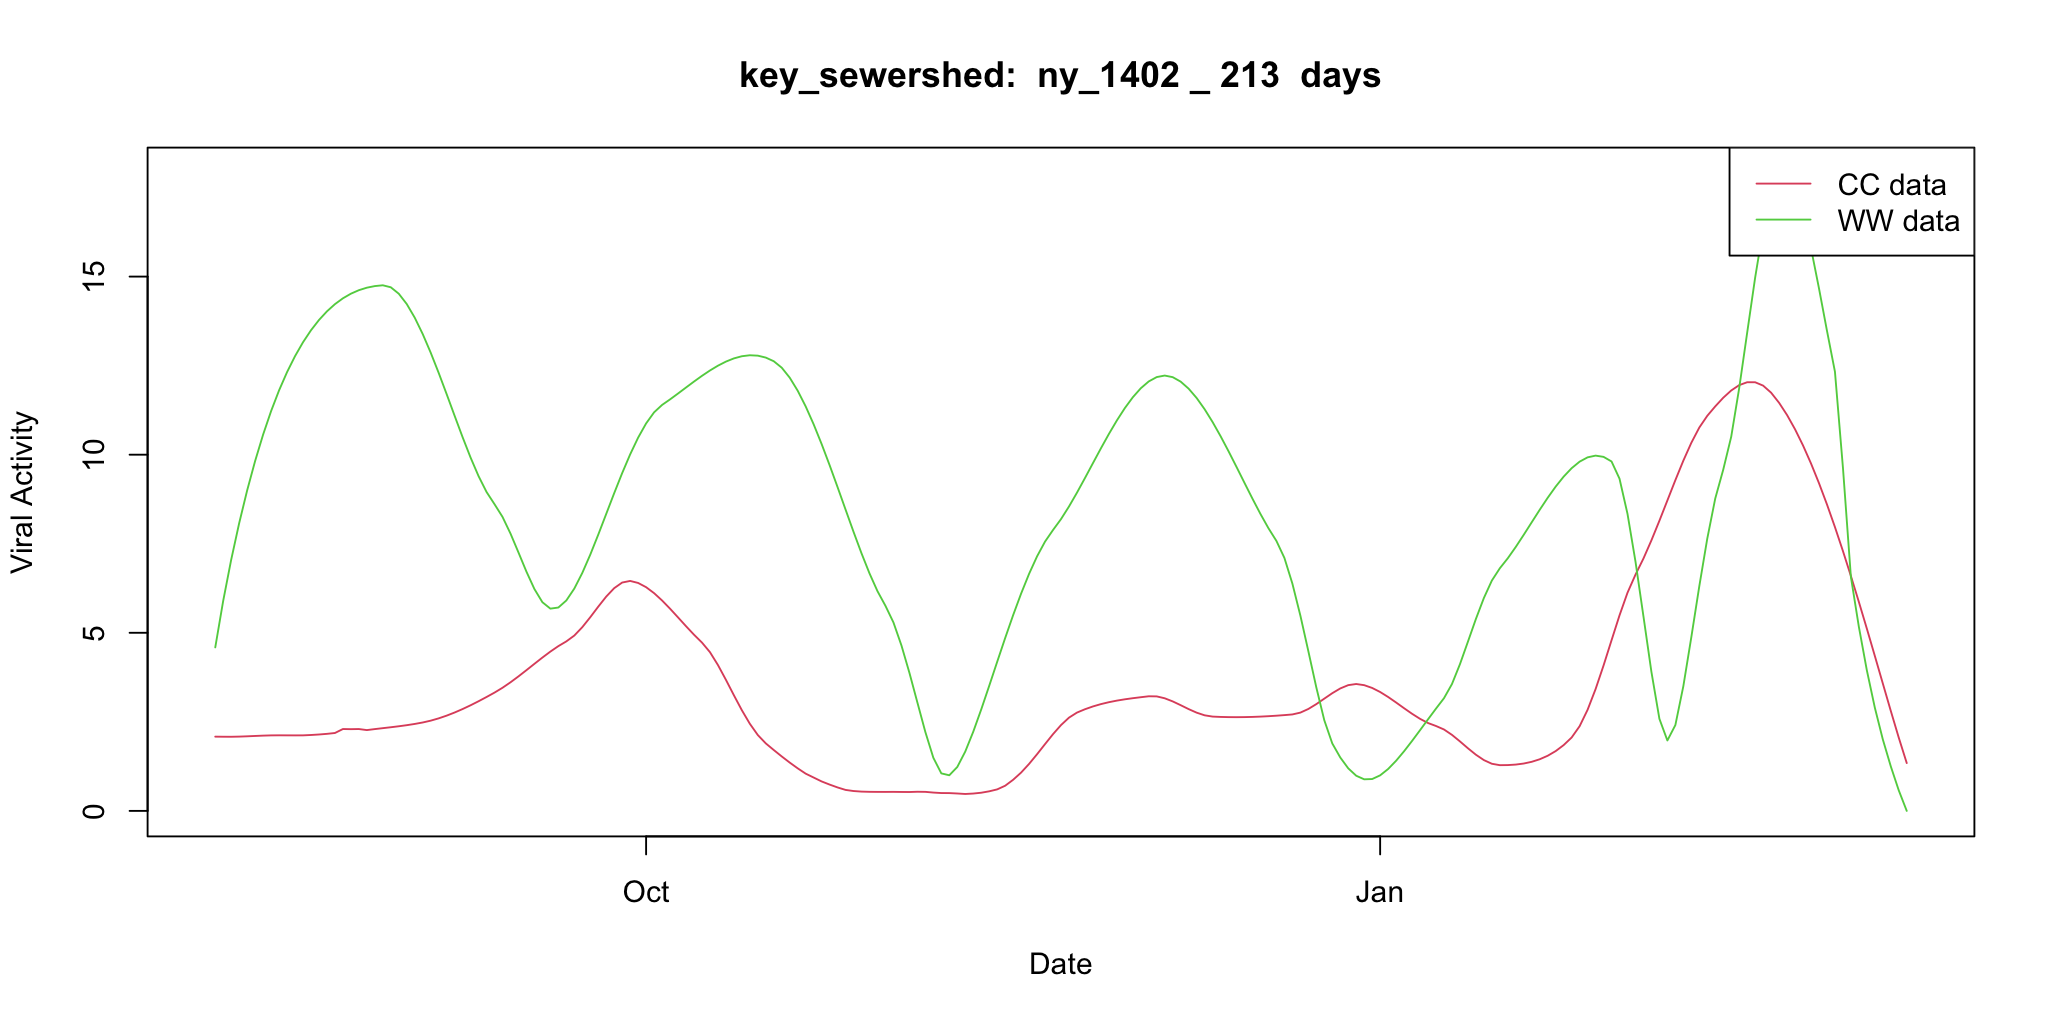 key_sewershed: ny_1402 _ 213 days
CC data
WW data
Viral Activity
15
10
5
0
Oct
Jan
Date